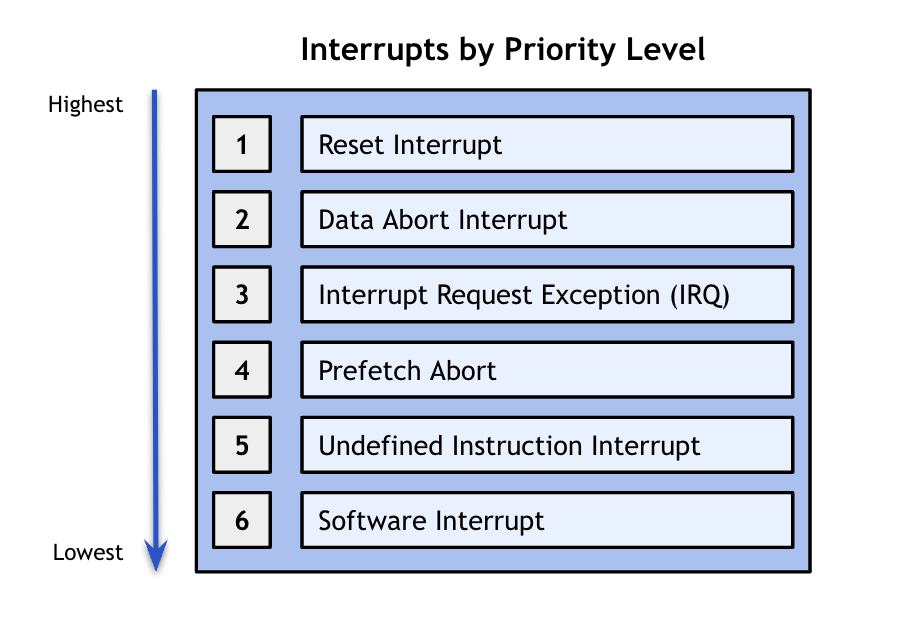 Interrupts by Priority Level
Highest
1 Reset Interrupt
2 Data Abort Interrupt
3 Interrupt Request Exception (IRQ)
4 Prefetch Abort
5 Undefined Instruction Interrupt
6 Software Interrupt
Lowest